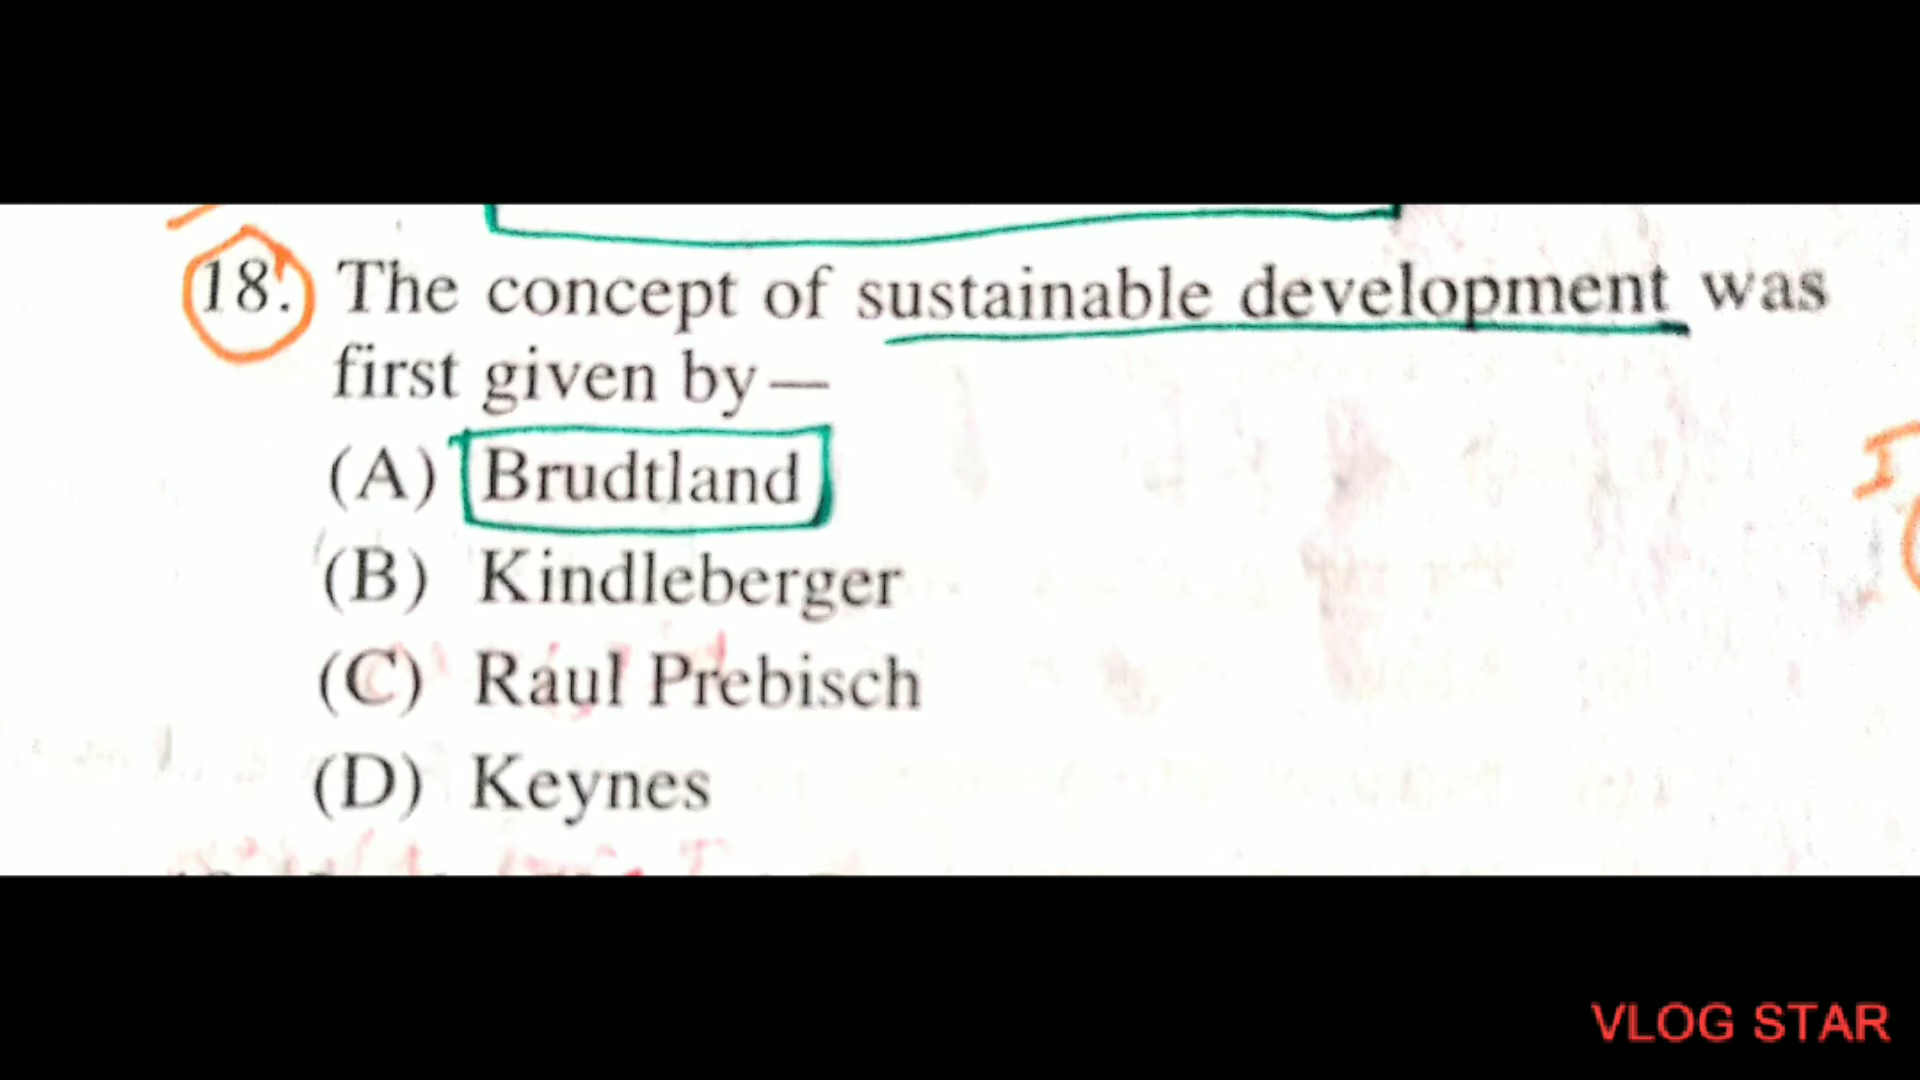 18. The concept of sustainable development was
first given by—
(A) Brudtland
(B) Kindleberger
(C) Raul Prebisch
(D) Keynes
VLOG STAR